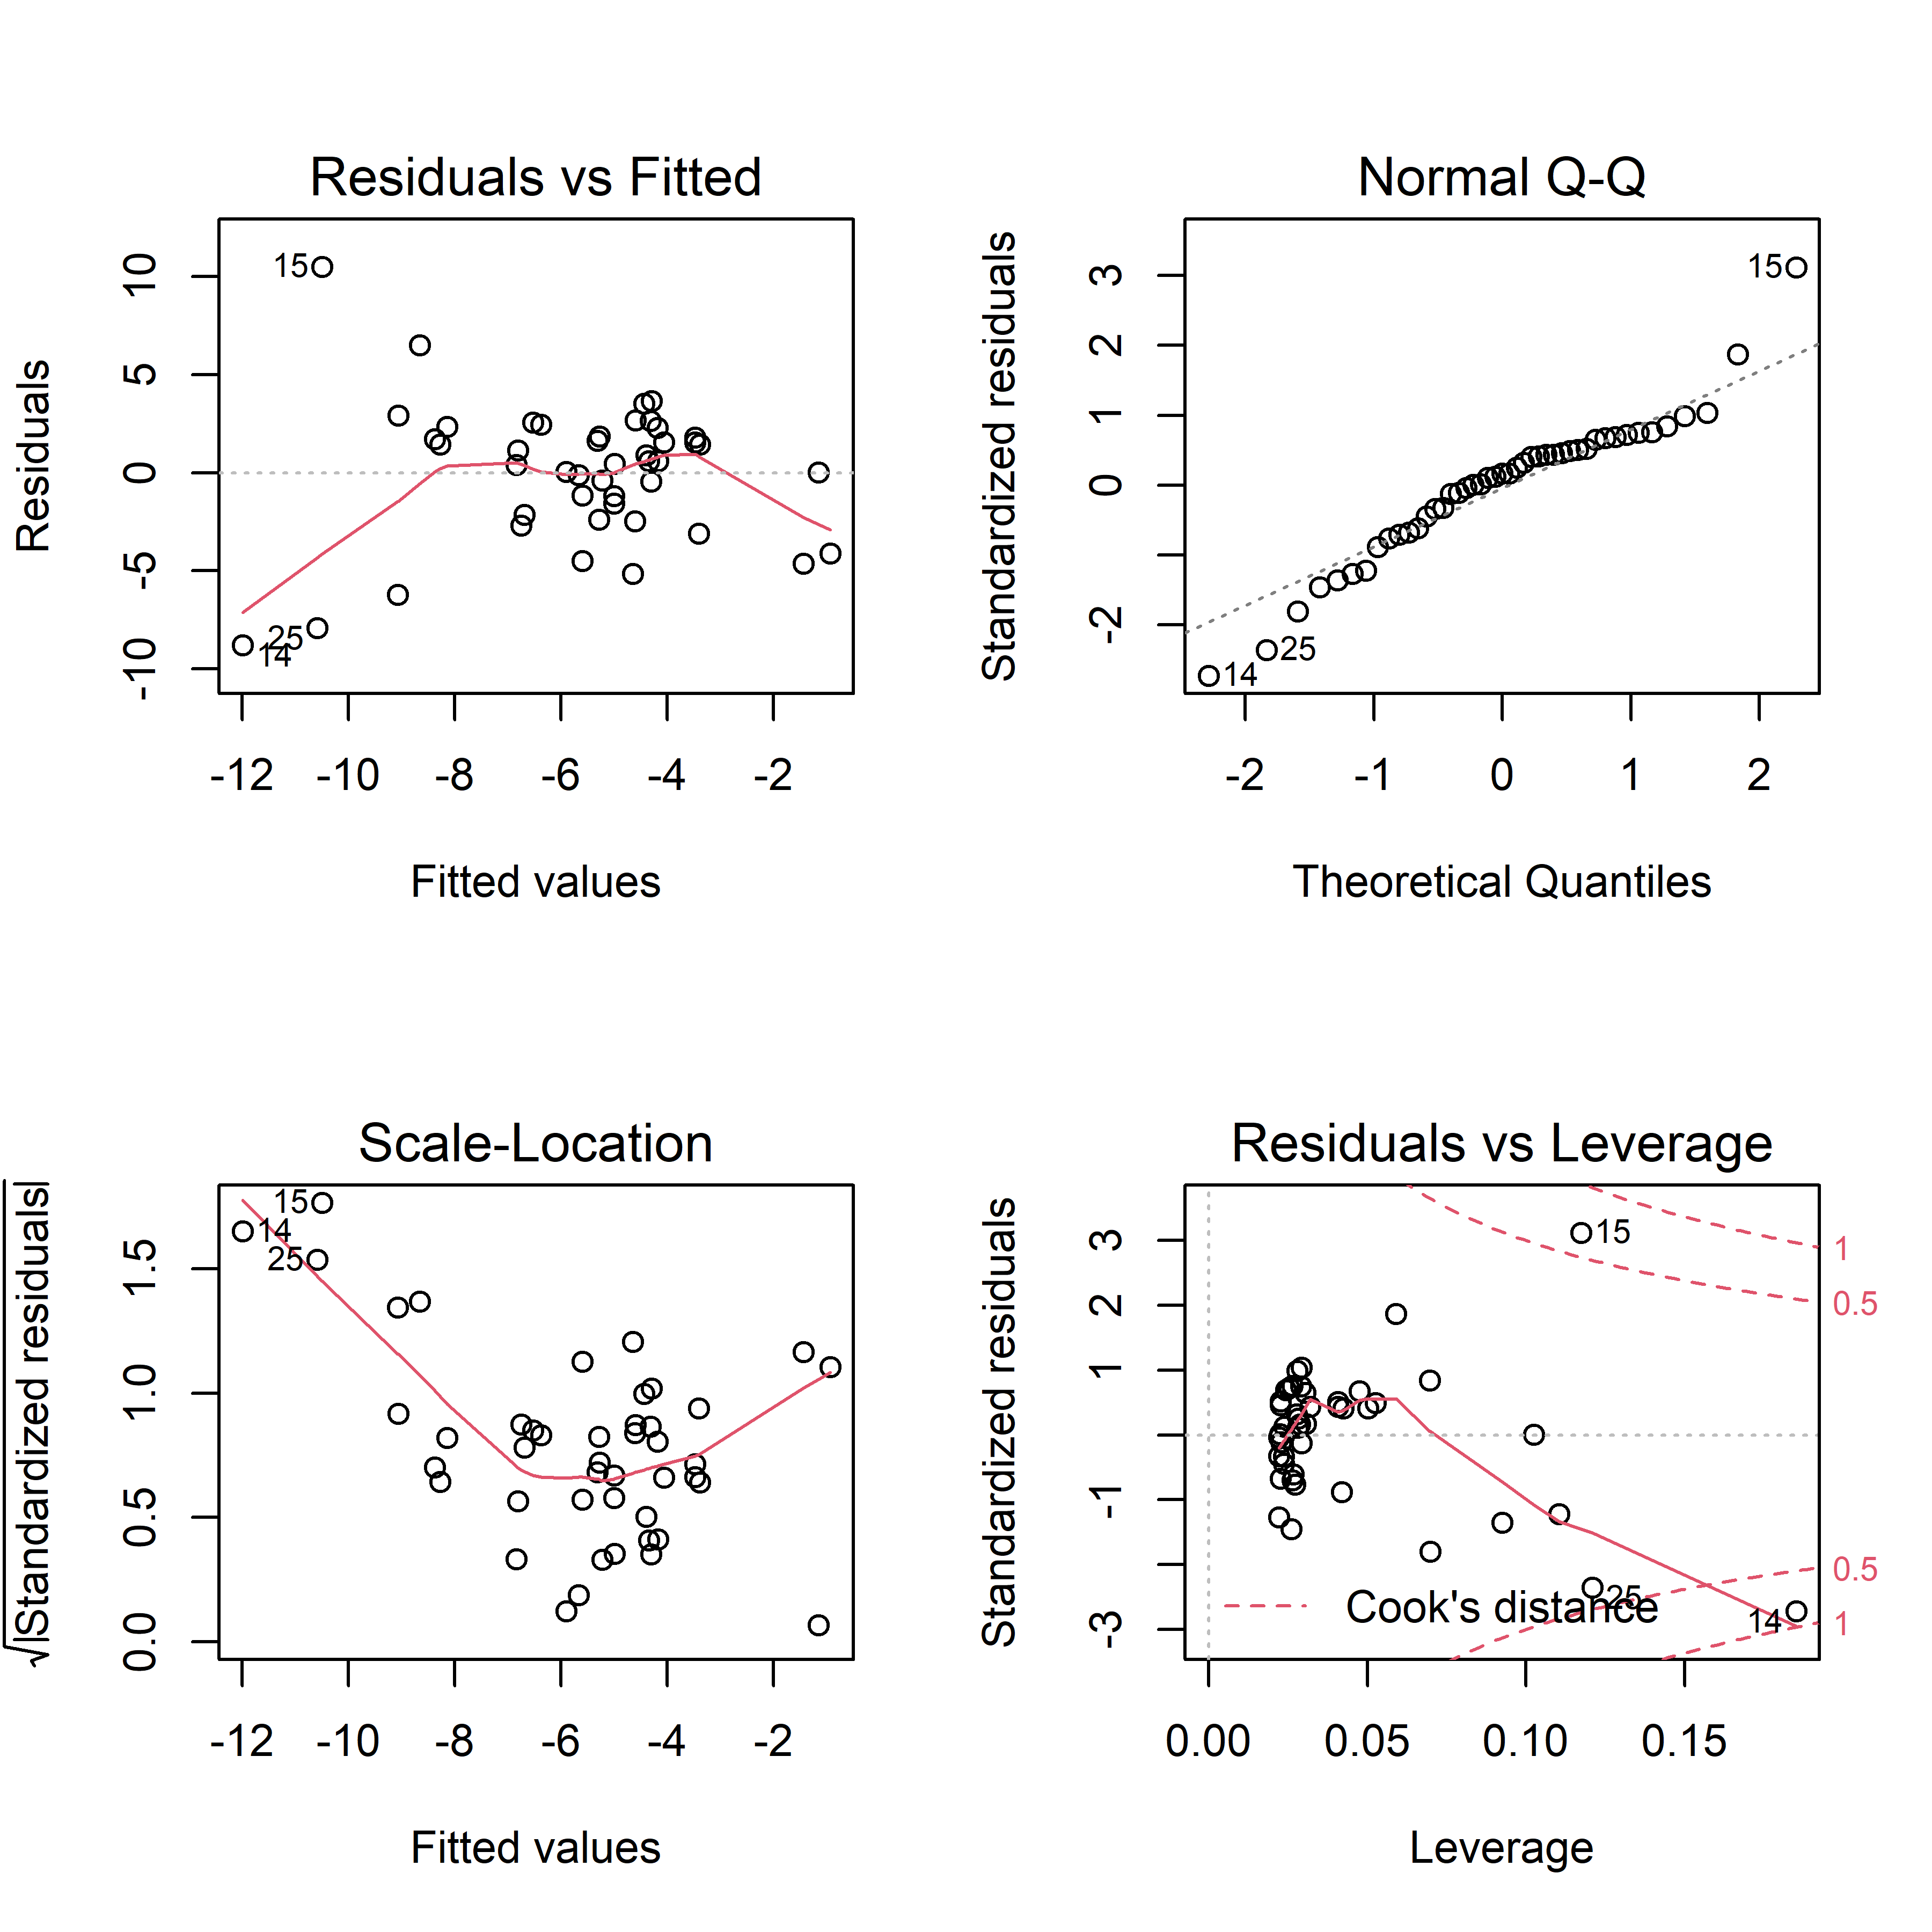 Residuals vs Fitted
Residuals
10
5
0
-5
-10
15
25
14
-12 -10 -8 -6 -4 -2
Fitted values
Normal Q-Q
Standardized residuals
3
2
1
0
-2
15
25
14
-2 -1 0 1 2
Theoretical Quantiles
Scale-Location
√|Standardized residuals|
1.5
1.0
0.5
0.0
15
14
25
-12 -10 -8 -6 -4 -2
Fitted values
Residuals vs Leverage
Standardized residuals
3
2
1
-1
-3
15
1
0.5
0.5
1
25
14
Cook's distance
0.00 0.05 0.10 0.15
Leverage